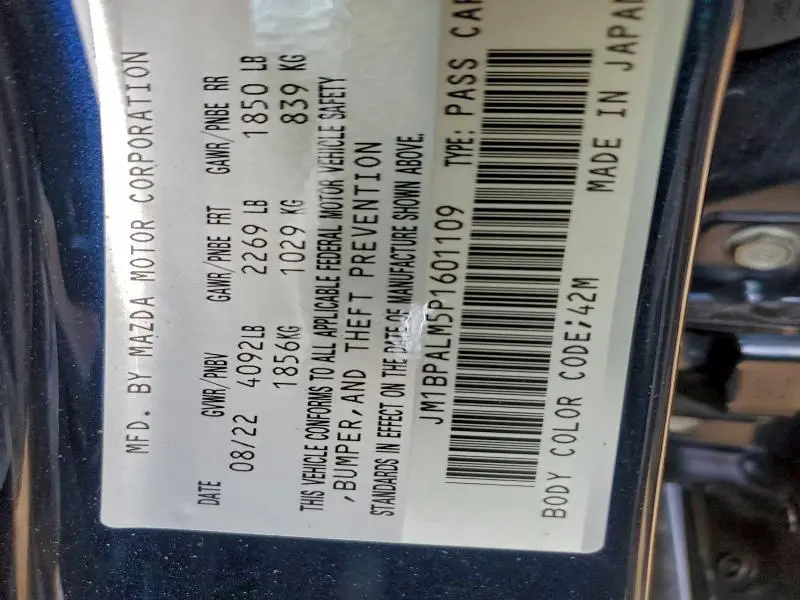 MFD. BY MAZDA MOTOR CORPORATION
DATE GVWR/PNBV GAWR/PNBE FRT GAWR/PNBE RR
08/22 4092LB 2269 LB 1850 LB
1856KG 1029 KG 839 KG
THIS VEHICLE CONFORMS TO ALL APPLICABLE FEDERAL MOTOR VEHICLE SAFETY
,BUMPER,AND THEFT PREVENTION
STANDARDS IN EFFECT ON THE DATE OF MANUFACTURE SHOWN ABOVE.
JM1BPALM5P1601109 TYPE: PASS CAR
BODY COLOR CODE;42M MADE IN JAPAN